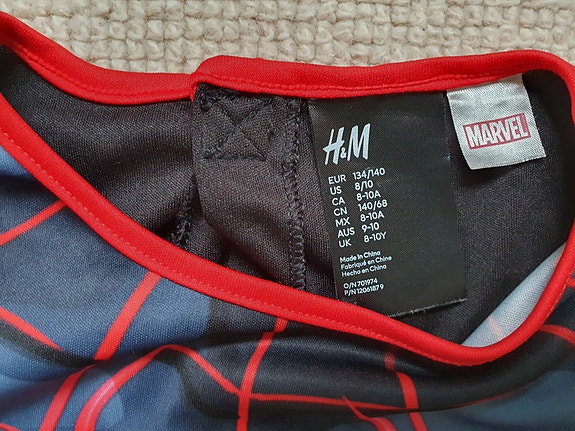 H&M
EUR 134/140
US 8/10
CA 8-10A
CN 140/68
MX 8-10A
AUS 9-10
UK 8-10Y
Made in China
Fabriqué en Chine
Hecho en China
O/N 701974
P/N 12061879
MARVEL